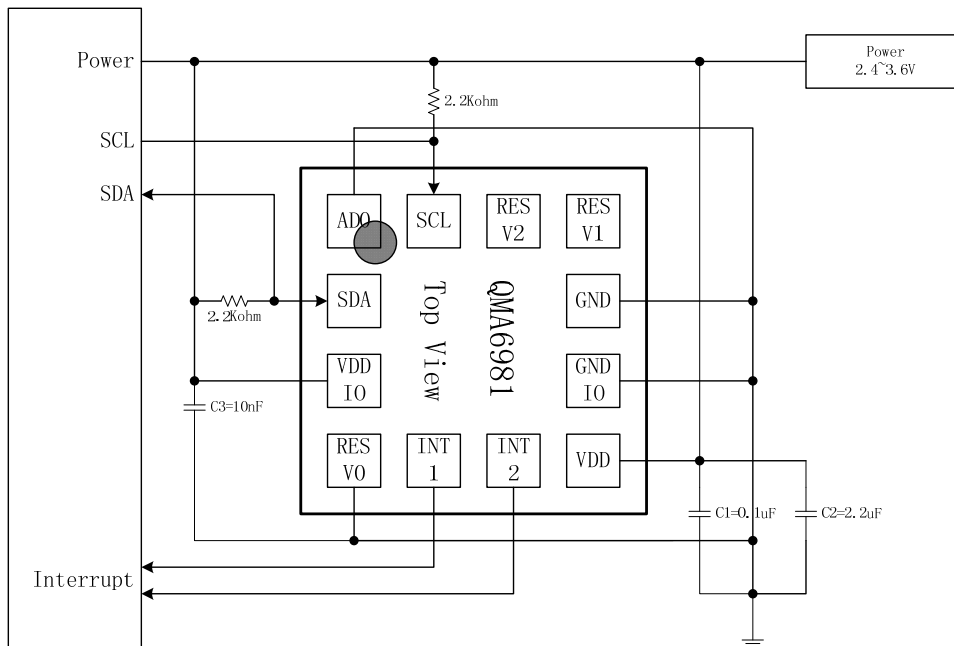 Power
Power
2.4~3.6V
2.2Kohm
SCL
SDA
ADO
SCL
RES
V2
RES
V1
SDA
GND
2.2Kohm
QMA6981
Top View
VDD
IO
GND
IO
C3=10nF
RES
V0
INT
1
INT
2
VDD
C1=0.1uF
C2=2.2uF
Interrupt